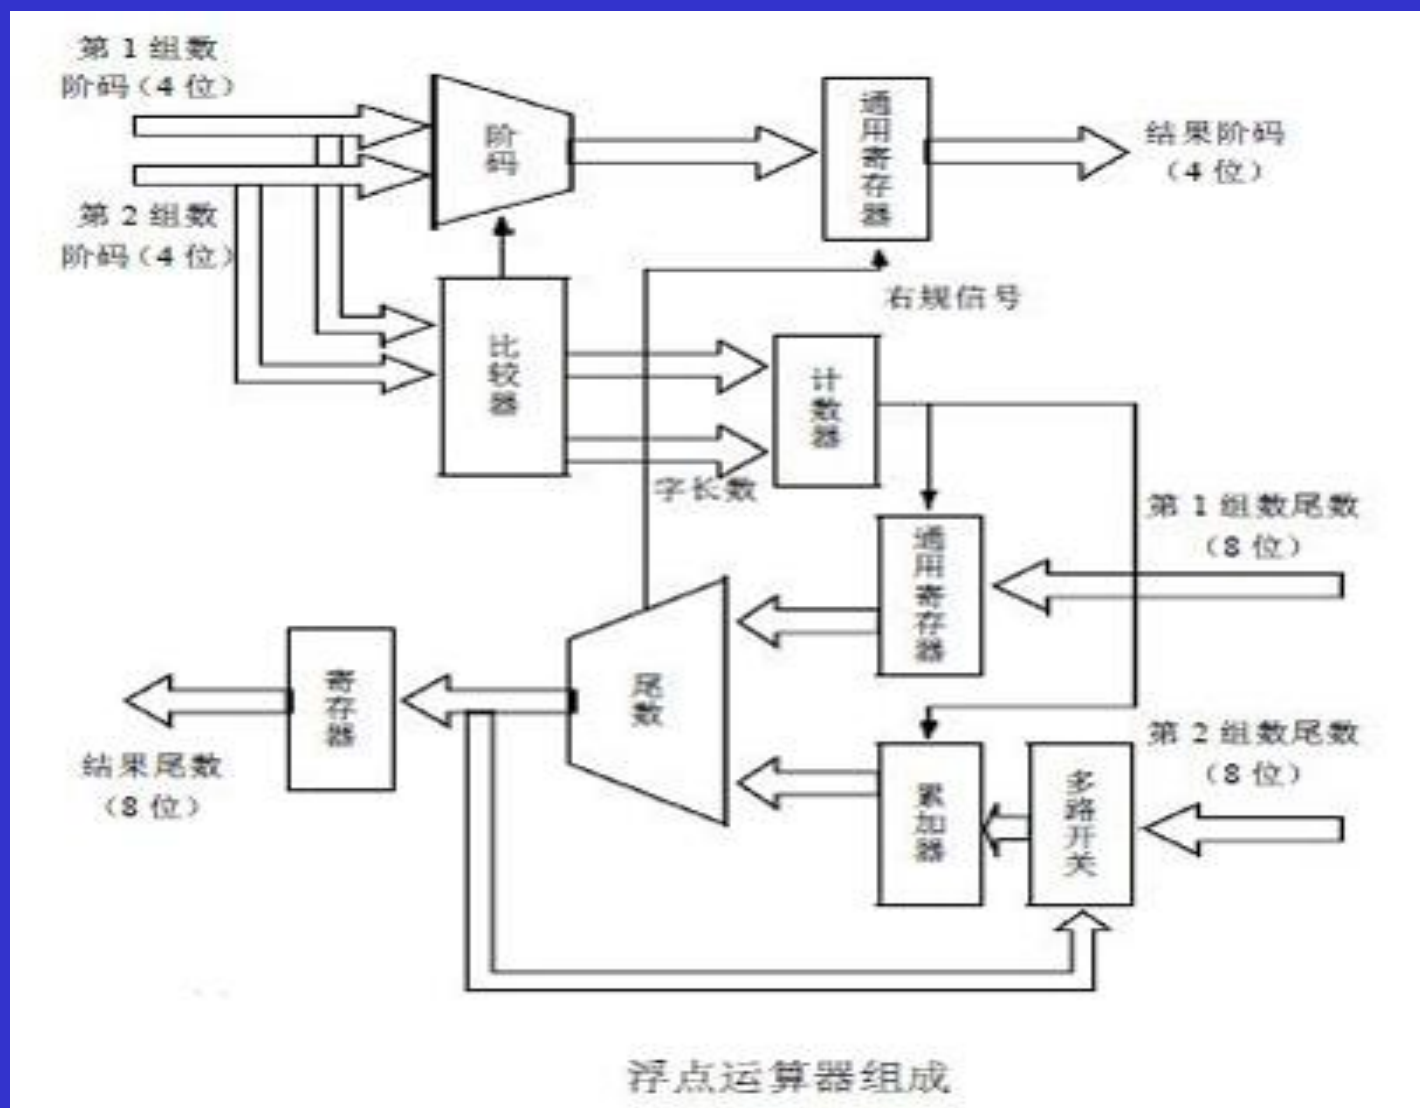 第 1 组数
阶码（4 位）
第 2 组数
阶码（4 位）
阶码
通用寄存器
结果阶码
（4 位）
右规信号
比较器
计数器
字长数
通用寄存器
第 1 组数尾数
（8 位）
尾数
寄存器
结果尾数
（8 位）
累加器
多路开关
第 2 组数尾数
（8 位）
浮点运算器组成